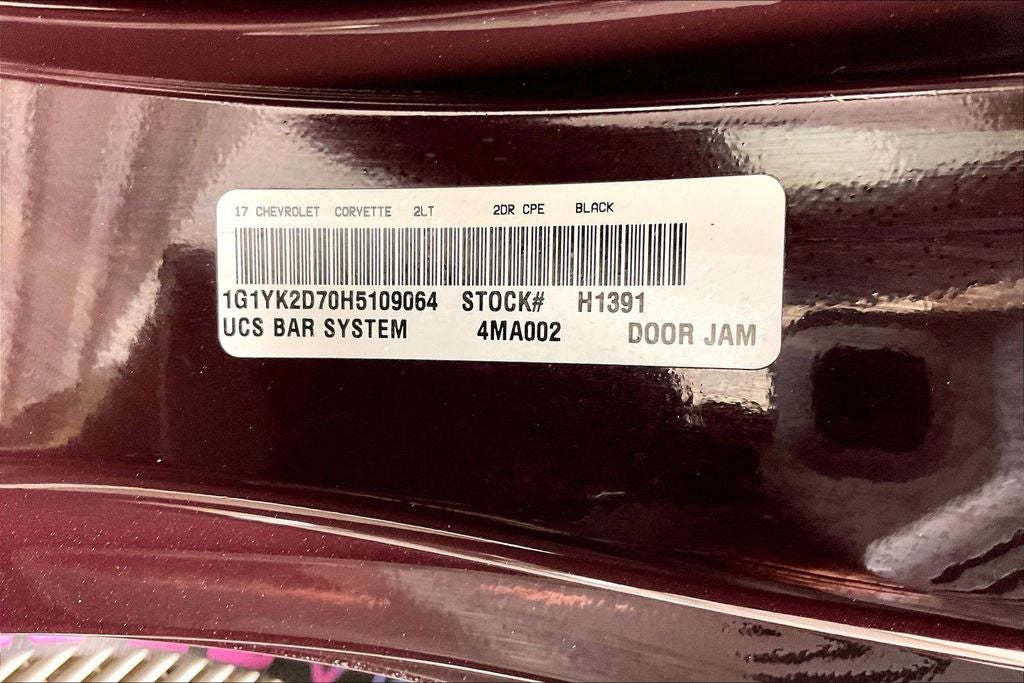 17 CHEVROLET CORVETTE 2LT 2DR CPE BLACK
1G1YK2D70H5109064 STOCK# H1391
UCS BAR SYSTEM 4MA002 DOOR JAM